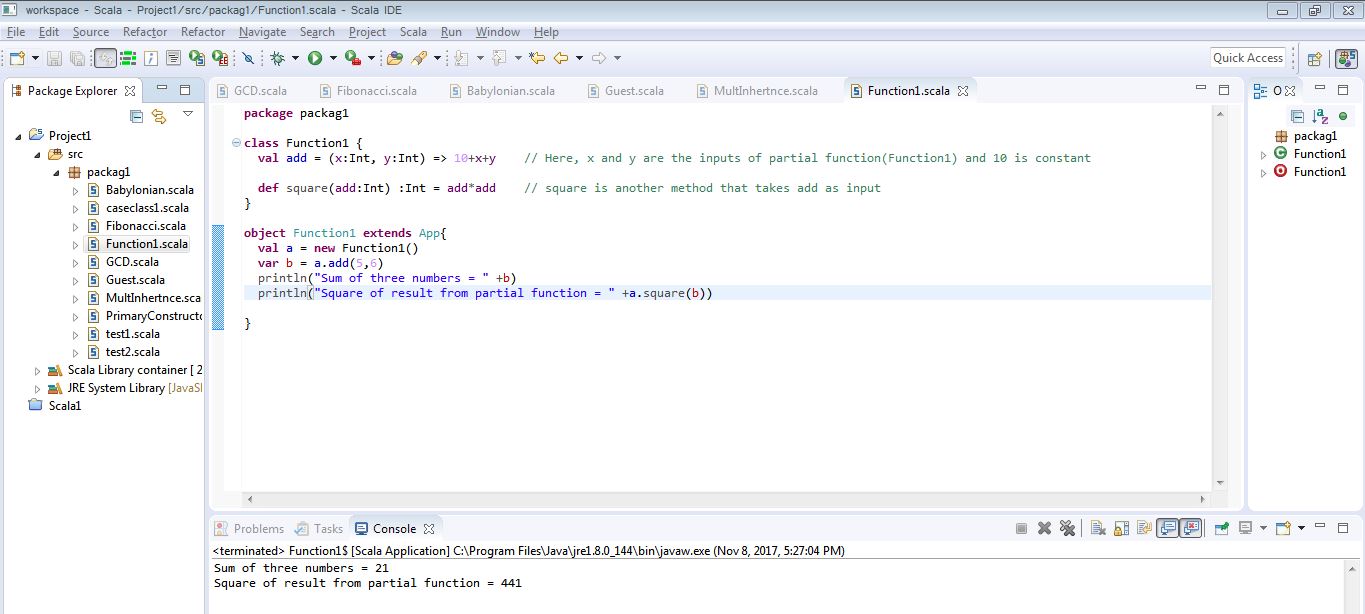 workspace - Scala - Project1/src/packag1/Function1.scala - Scala IDE
File Edit Source Refactor Refactor Navigate Search Project Scala Run Window Help
Quick Access
Package Explorer
GCD.scala Fibonacci.scala Babylonian.scala Guest.scala MultInhertnce.scala Function1.scala
O
Project1
src
packag1
Babylonian.scala
caseclass1.scala
Fibonacci.scala
Function1.scala
GCD.scala
Guest.scala
MultInhertnce.sca
PrimaryConstructo
test1.scala
test2.scala
Scala Library container [ 2
JRE System Library [JavaSE
Scala1
package packag1
class Function1 {
val add = (x:Int, y:Int) => 10+x+y // Here, x and y are the inputs of partial function(Function1) and 10 is constant
def square(add:Int) :Int = add*add // square is another method that takes add as input
}
object Function1 extends App{
val a = new Function1()
var b = a.add(5,6)
println("Sum of three numbers = " +b)
println("Square of result from partial function = " +a.square(b))
}
packag1
Function1
Function1
Problems Tasks Console
<terminated> Function1$ [Scala Application] C:\Program Files\Java\jre1.8.0_144\bin\javaw.exe (Nov 8, 2017, 5:27:04 PM)
Sum of three numbers = 21
Square of result from partial function = 441